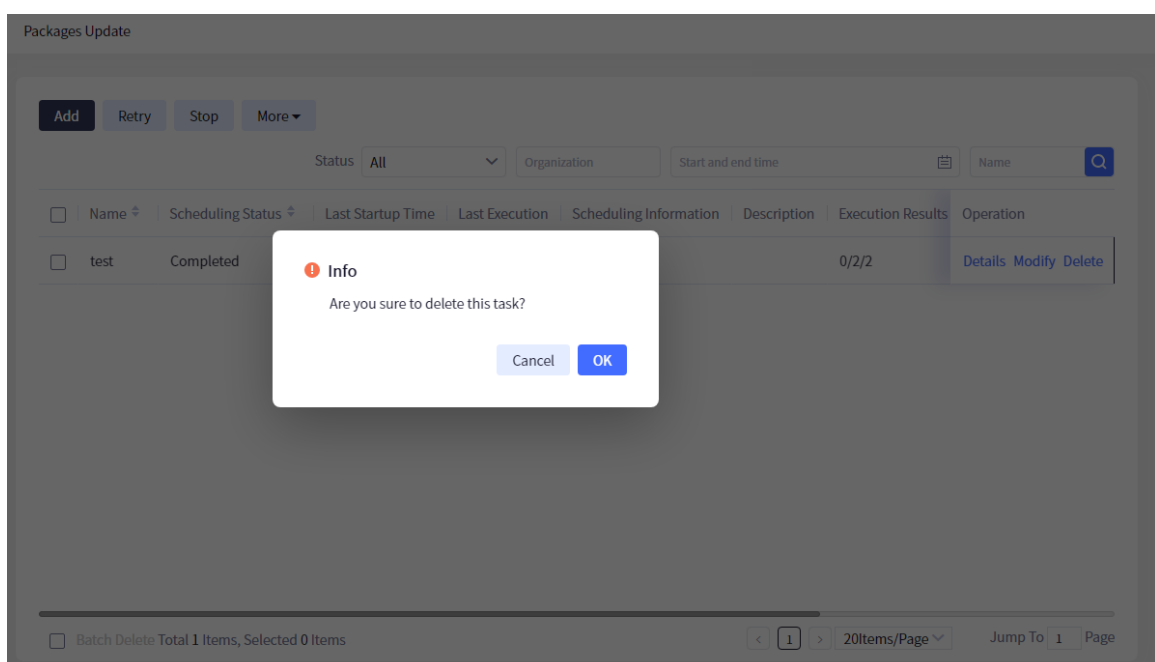 Packages Update
Add Retry Stop More
Status All Organization Start and end time Name
Name Scheduling Status Last Startup Time Last Execution Scheduling Information Description Execution Results Operation
test Completed 0/2/2 Details Modify Delete
Info
Are you sure to delete this task?
Cancel OK
Batch Delete Total 1 Items, Selected 0 Items < 1 > 20Items/Page Jump To 1 Page